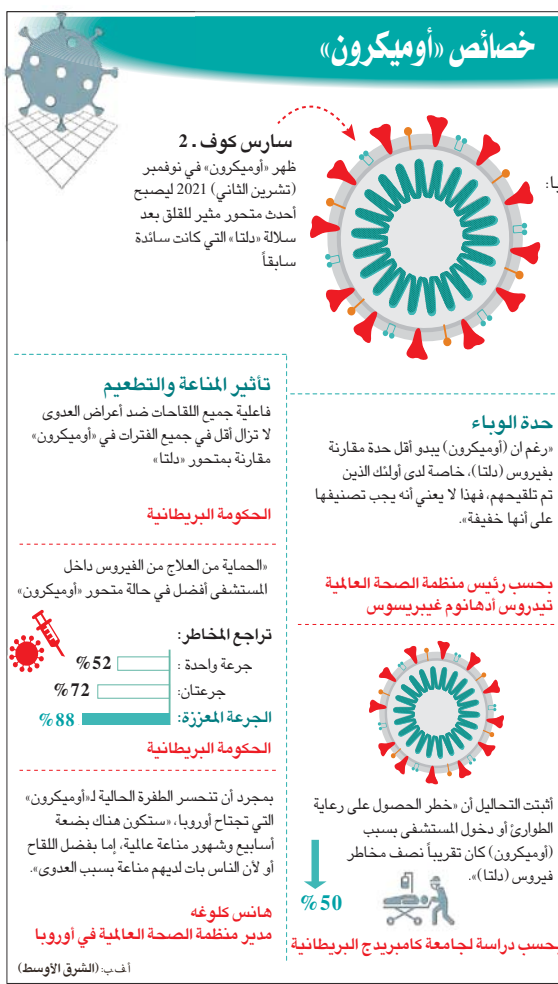 خصائص «أوميكرون»
سارس كوف. 2
ظهر «أوميكرون» في نوفمبر
(تشرين الثاني) 2021 ليصبح
أحدث متحور مثير للقلق بعد
سلالة «دلتا» التي كانت سائدة
سابقاً
يا:
حدة الوباء
«رغم ان (أوميكرون) يبدو أقل حدة مقارنة
بفيروس (دلتا)، خاصة لدى أولئك الذين
تم تلقيحهم، فهذا لا يعني أنه يجب تصنيفها
على أنها خفيفة».
بحسب رئيس منظمة الصحة العالمية
تيدروس أدهانوم غيبريسوس
أثبتت التحاليل أن «خطر الحصول على رعاية
الطوارئ أو دخول المستشفى بسبب
(أوميكرون) كان تقريباً نصف مخاطر
فيروس (دلتا)».
%50
بحسب دراسة لجامعة كامبريدج البريطانية
تأثير المناعة والتطعيم
فاعلية جميع اللقاحات ضد أعراض العدوى
لا تزال أقل في جميع الفترات في «أوميكرون»
مقارنة بمتحور «دلتا»
الحكومة البريطانية
«الحماية من العلاج من الفيروس داخل
المستشفى أفضل في حالة متحور «أوميكرون»
تراجع المخاطر:
جرعة واحدة : %52
جرعتان: %72
الجرعة المعززة: %88
الحكومة البريطانية
بمجرد أن تنحسر الطفرة الحالية لـ«أوميكرون»
التي تجتاح أوروبا، «ستكون هناك بضعة
أسابيع وشهور مناعة عالمية، إما بفضل اللقاح
أو لأن الناس بات لديهم مناعة بسبب العدوى».
هانس كلوغه
مدير منظمة الصحة العالمية في أوروبا
أ.ف.ب: (الشرق الأوسط)